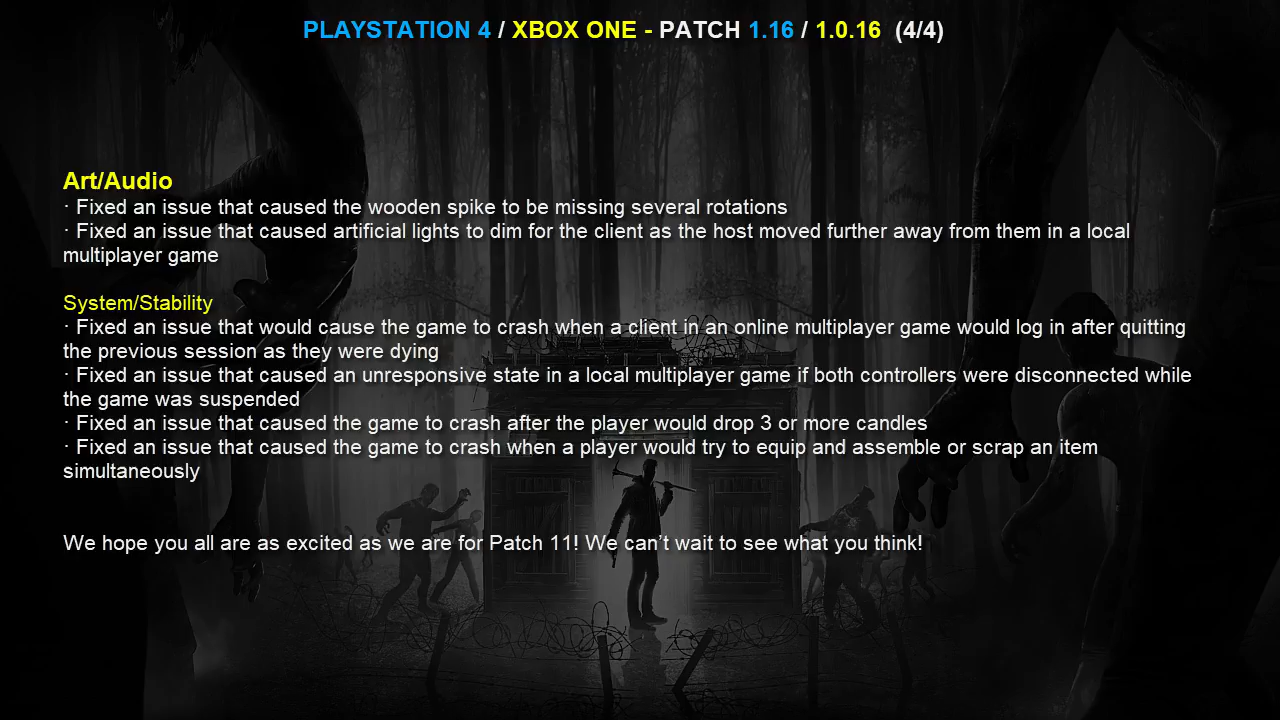 PLAYSTATION 4 / XBOX ONE - PATCH 1.16 / 1.0.16 (4/4)
Art/Audio
· Fixed an issue that caused the wooden spike to be missing several rotations
· Fixed an issue that caused artificial lights to dim for the client as the host moved further away from them in a local
multiplayer game
System/Stability
· Fixed an issue that would cause the game to crash when a client in an online multiplayer game would log in after quitting
the previous session as they were dying
· Fixed an issue that caused an unresponsive state in a local multiplayer game if both controllers were disconnected while
the game was suspended
· Fixed an issue that caused the game to crash after the player would drop 3 or more candles
· Fixed an issue that caused the game to crash when a player would try to equip and assemble or scrap an item
simultaneously
We hope you all are as excited as we are for Patch 11! We can’t wait to see what you think!